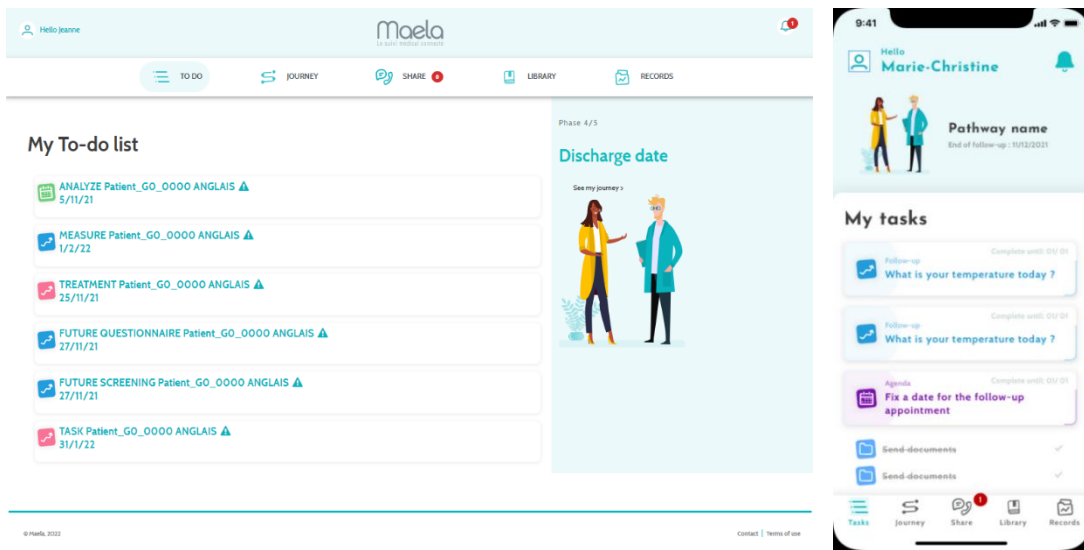 Hello Jeanne
Maela
Le suivi médical connecté
1
TO DO
JOURNEY
SHARE 6
LIBRARY
RECORDS
My To-do list
ANALYZE Patient_GO_0000 ANGLAIS
5/11/21
MEASURE Patient_GO_0000 ANGLAIS
1/2/22
TREATMENT Patient_GO_0000 ANGLAIS
25/11/21
FUTURE QUESTIONNAIRE Patient_GO_0000 ANGLAIS
27/11/21
FUTURE SCREENING Patient_GO_0000 ANGLAIS
27/11/21
TASK Patient_GO_0000 ANGLAIS
31/1/22
Phase 4/5
Discharge date
See my journey >
© Maela, 2022
Contact | Terms of use
9:41
Hello
Marie-Christine
Pathway name
End of follow-up : 11/12/2021
My tasks
Complete until: 01/ 01
Follow-up
What is your temperature today ?
Complete until: 01/ 01
Follow-up
What is your temperature today ?
Complete until: 01/ 01
Agenda
Fix a date for the follow-up
appointment
Send documents
Send documents
1
Tasks
Journey
Share
Library
Records